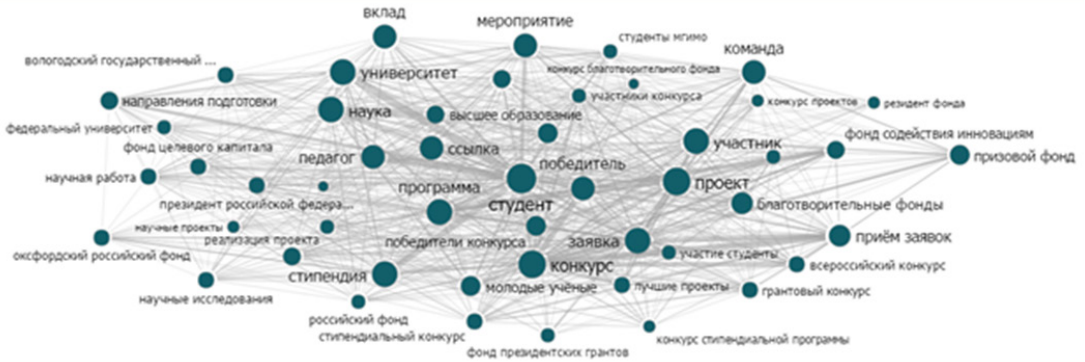 вклад
мероприятие
студенты мгимо
команда
вологодский государственный ...
университет
конкурс благотворительного фонда
направления подготовки
участники конкурса
конкурс проектов
резидент фонда
наука
высшее образование
федеральный университет
фонд содействия инновациям
фонд целевого капитала
педагог
ссылка
участник
призовой фонд
победитель
научная работа
программа
проект
президент российской федера...
студент
благотворительные фонды
научные проекты
реализация проекта
победители конкурса
заявка
приём заявок
оксфордский российский фонд
участие студенты
конкурс
всероссийский конкурс
стипендия
молодые учёные
лучшие проекты
грантовый конкурс
научные исследования
российский фонд
стипендиальный конкурс
конкурс стипендиальной программы
фонд президентских грантов